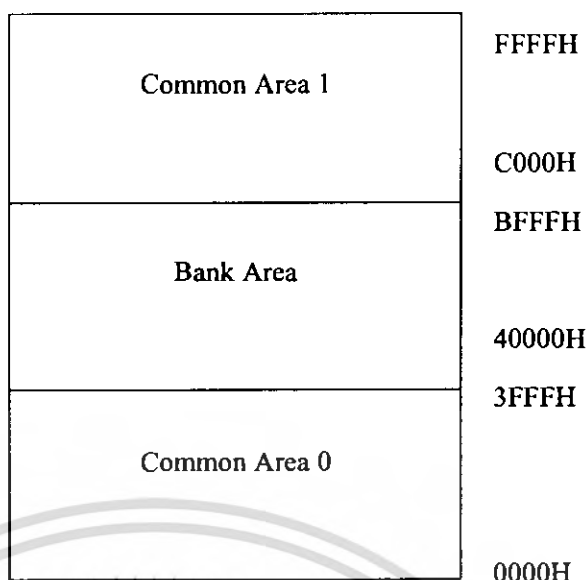 FFFFH
Common Area 1
C000H
BFFFH
Bank Area
40000H
3FFFH
Common Area 0
0000H